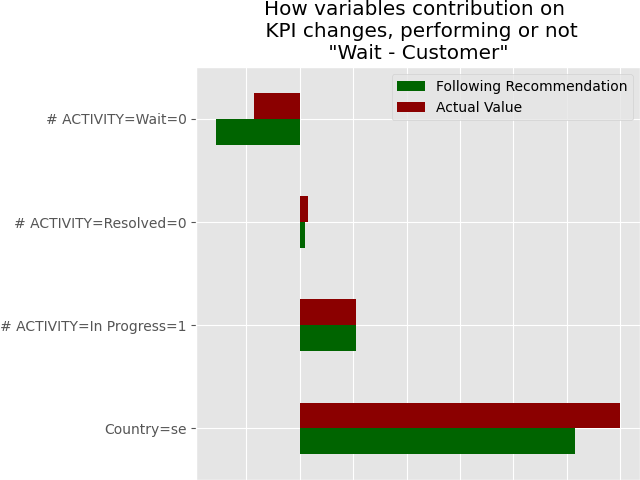 How variables contribution on
KPI changes, performing or not
"Wait - Customer"
Following Recommendation
Actual Value
# ACTIVITY=Wait=0
# ACTIVITY=Resolved=0
# ACTIVITY=In Progress=1
Country=se